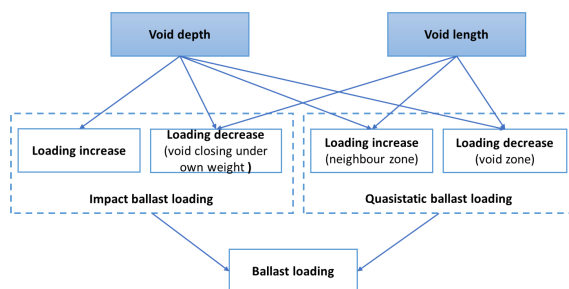 Void depth
Void length
Loading increase
Loading decrease
(void closing under
own weight )
Impact ballast loading
Loading increase
(neighbour zone)
Loading decrease
(void zone)
Quasistatic ballast loading
Ballast loading